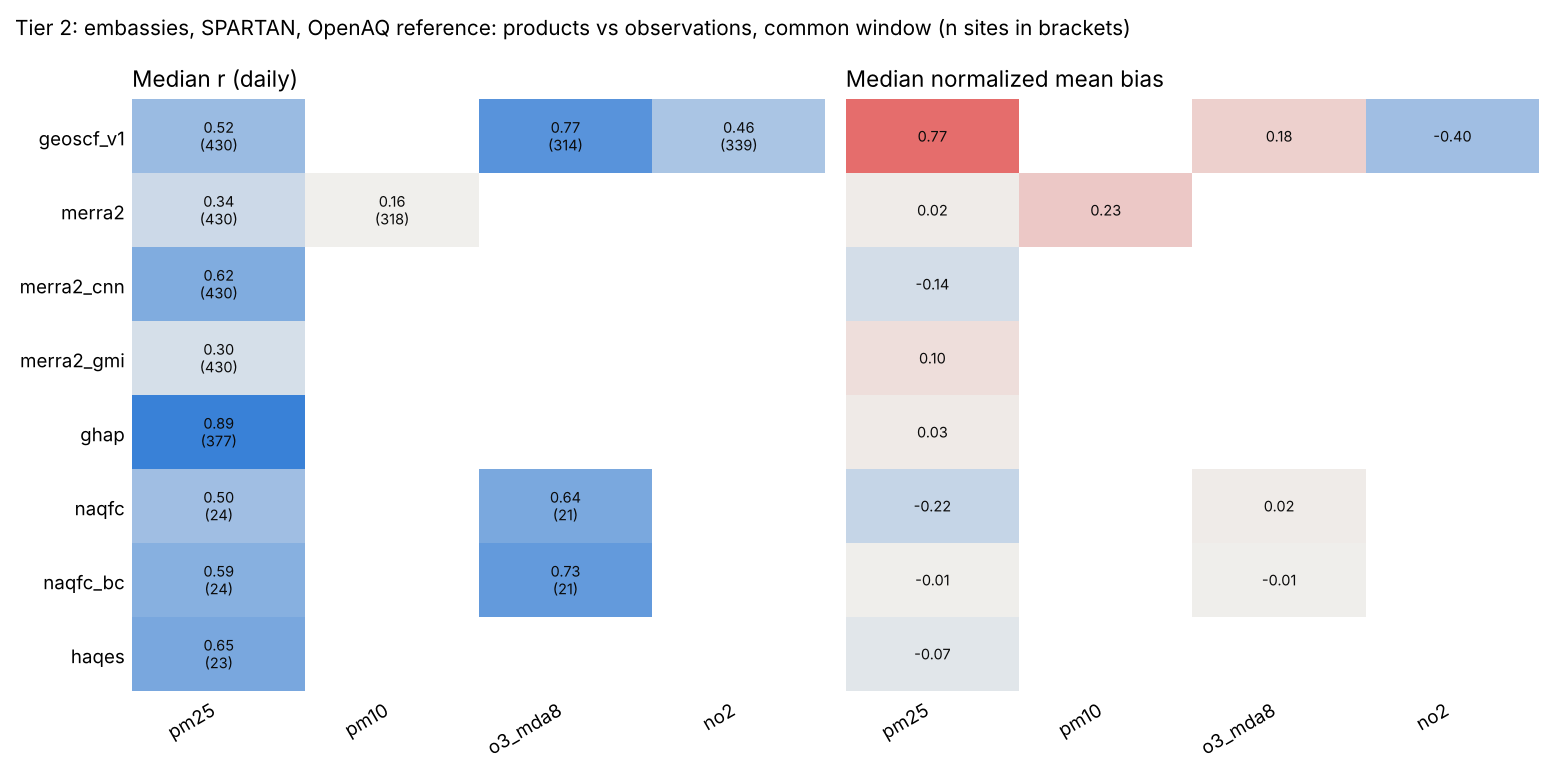 Tier 2: embassies, SPARTAN, OpenAQ reference: products vs observations, common window (n sites in brackets)
Median r (daily)
Median normalized mean bias
geoscf_v1
0.52
(430)
0.77
(314)
0.46
(339)
0.77
0.18
-0.40
merra2
0.34
(430)
0.16
(318)
0.02
0.23
merra2_cnn
0.62
(430)
-0.14
merra2_gmi
0.30
(430)
0.10
ghap
0.89
(377)
0.03
naqfc
0.50
(24)
0.64
(21)
-0.22
0.02
naqfc_bc
0.59
(24)
0.73
(21)
-0.01
-0.01
haqes
0.65
(23)
-0.07
pm25
pm10
o3_mda8
no2
pm25
pm10
o3_mda8
no2